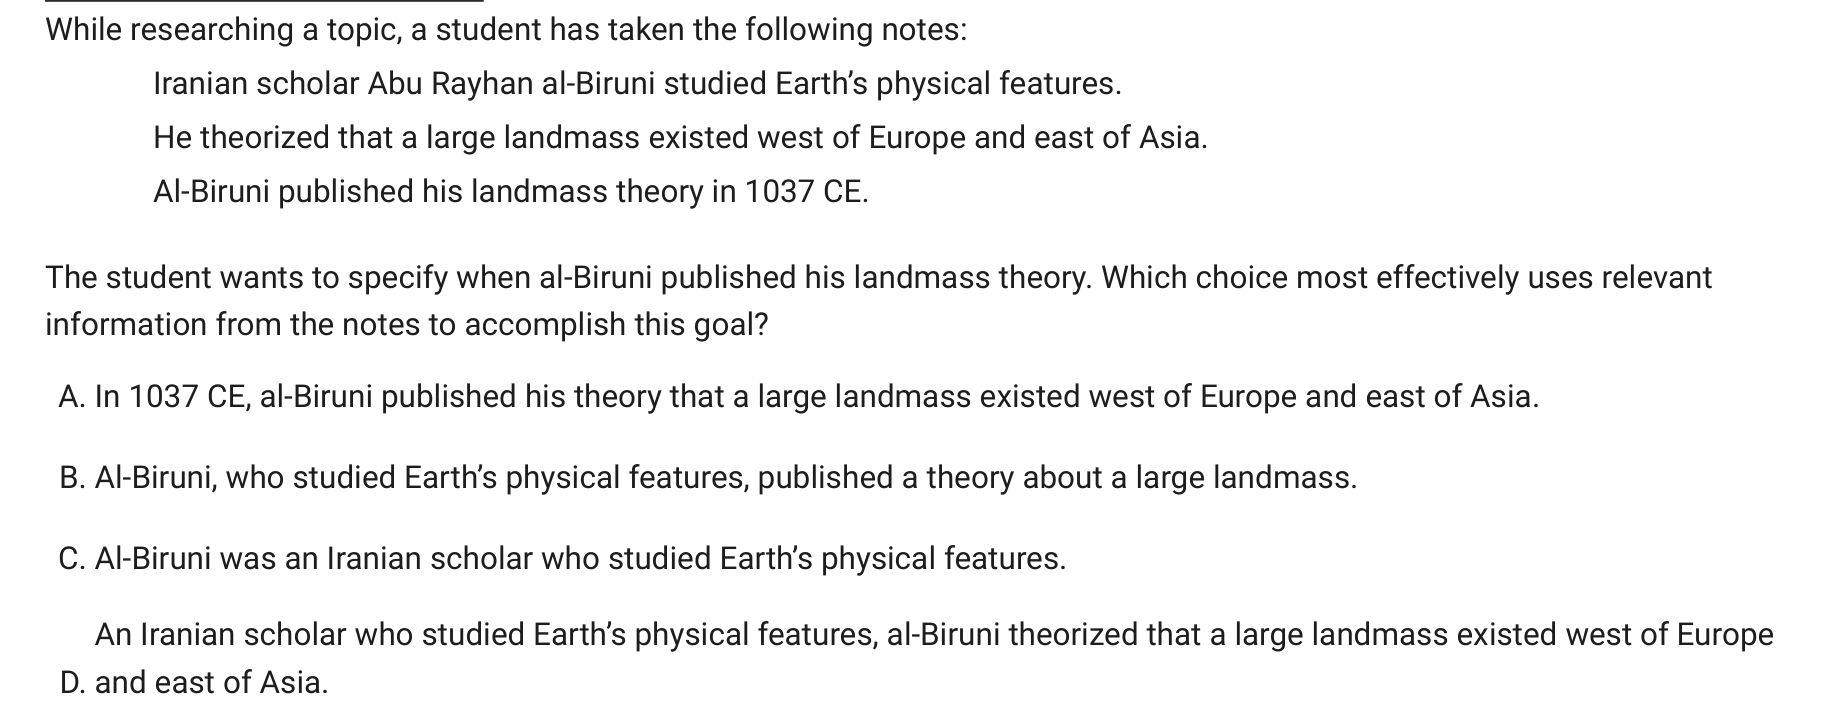 While researching a topic, a student has taken the following notes:
Iranian scholar Abu Rayhan al-Biruni studied Earth's physical features.
He theorized that a large landmass existed west of Europe and east of Asia.
Al-Biruni published his landmass theory in 1037 CE.
The student wants to specify when al-Biruni published his landmass theory. Which choice most effectively uses relevant
information from the notes to accomplish this goal?
A. In 1037 CE, al-Biruni published his theory that a large landmass existed west of Europe and east of Asia.
B. Al-Biruni, who studied Earth's physical features, published a theory about a large landmass.
C. Al-Biruni was an Iranian scholar who studied Earth's physical features.
An Iranian scholar who studied Earth's physical features, al-Biruni theorized that a large landmass existed west of Europe
D. and east of Asia.